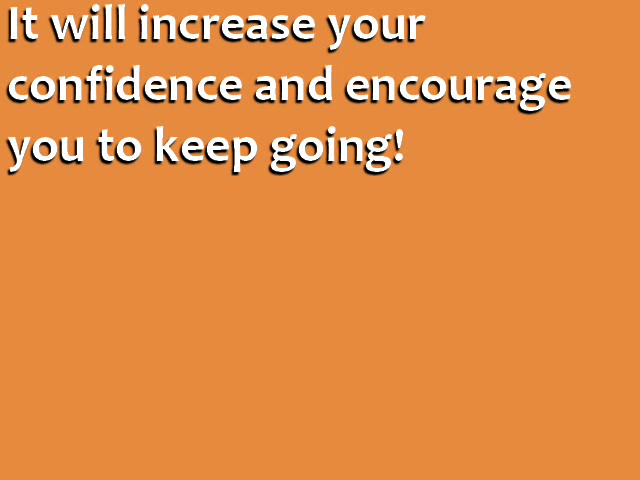 It will increase your
confidence and encourage
you to keep going!